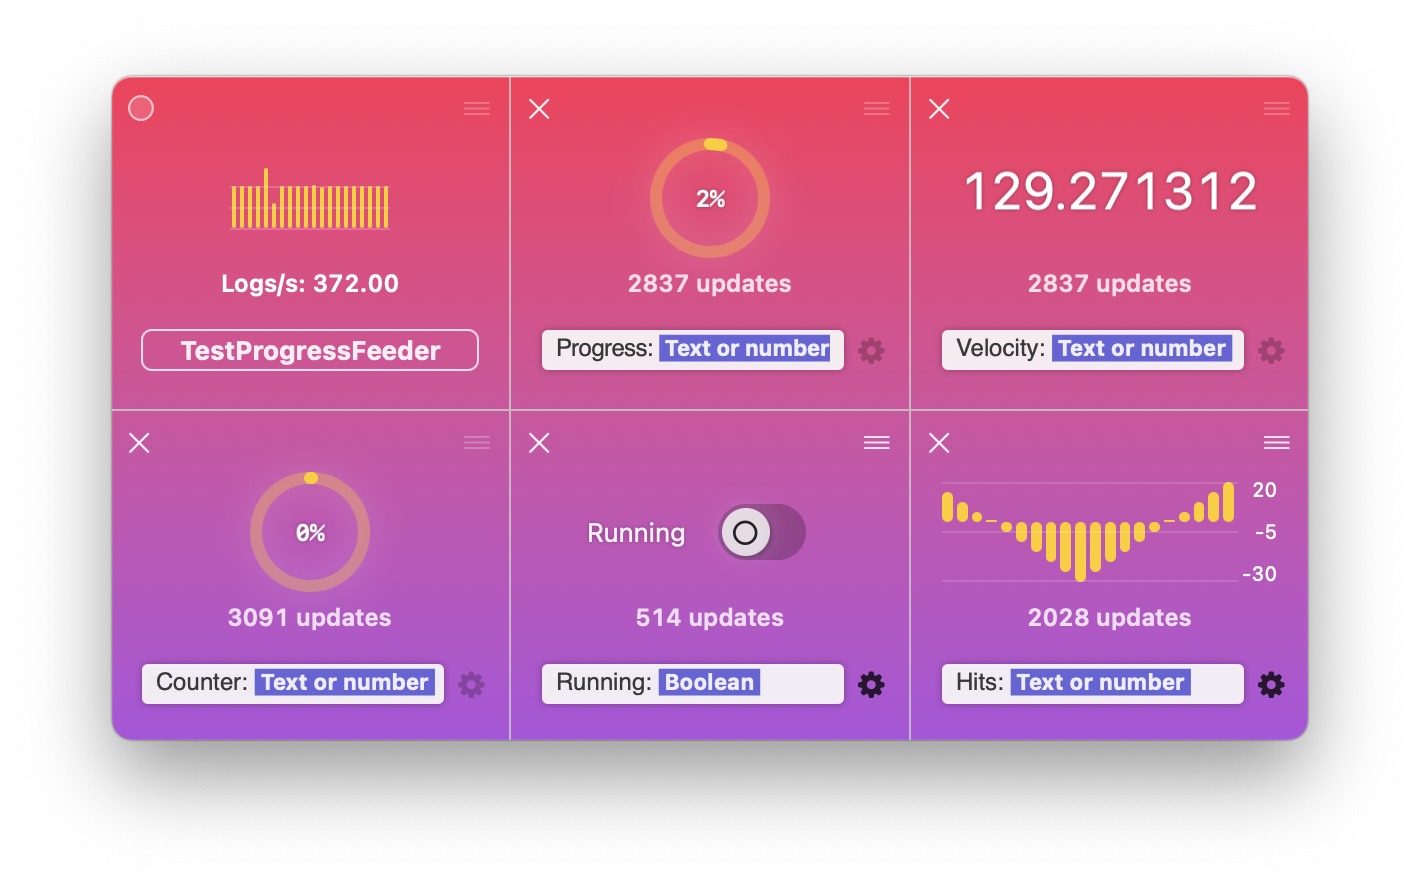 Logs/s: 372.00
TestProgressFeeder
2%
2837 updates
Progress: Text or number
129.271312
2837 updates
Velocity: Text or number
0%
3091 updates
Counter: Text or number
Running
514 updates
Running: Boolean
20
-5
-30
2028 updates
Hits: Text or number